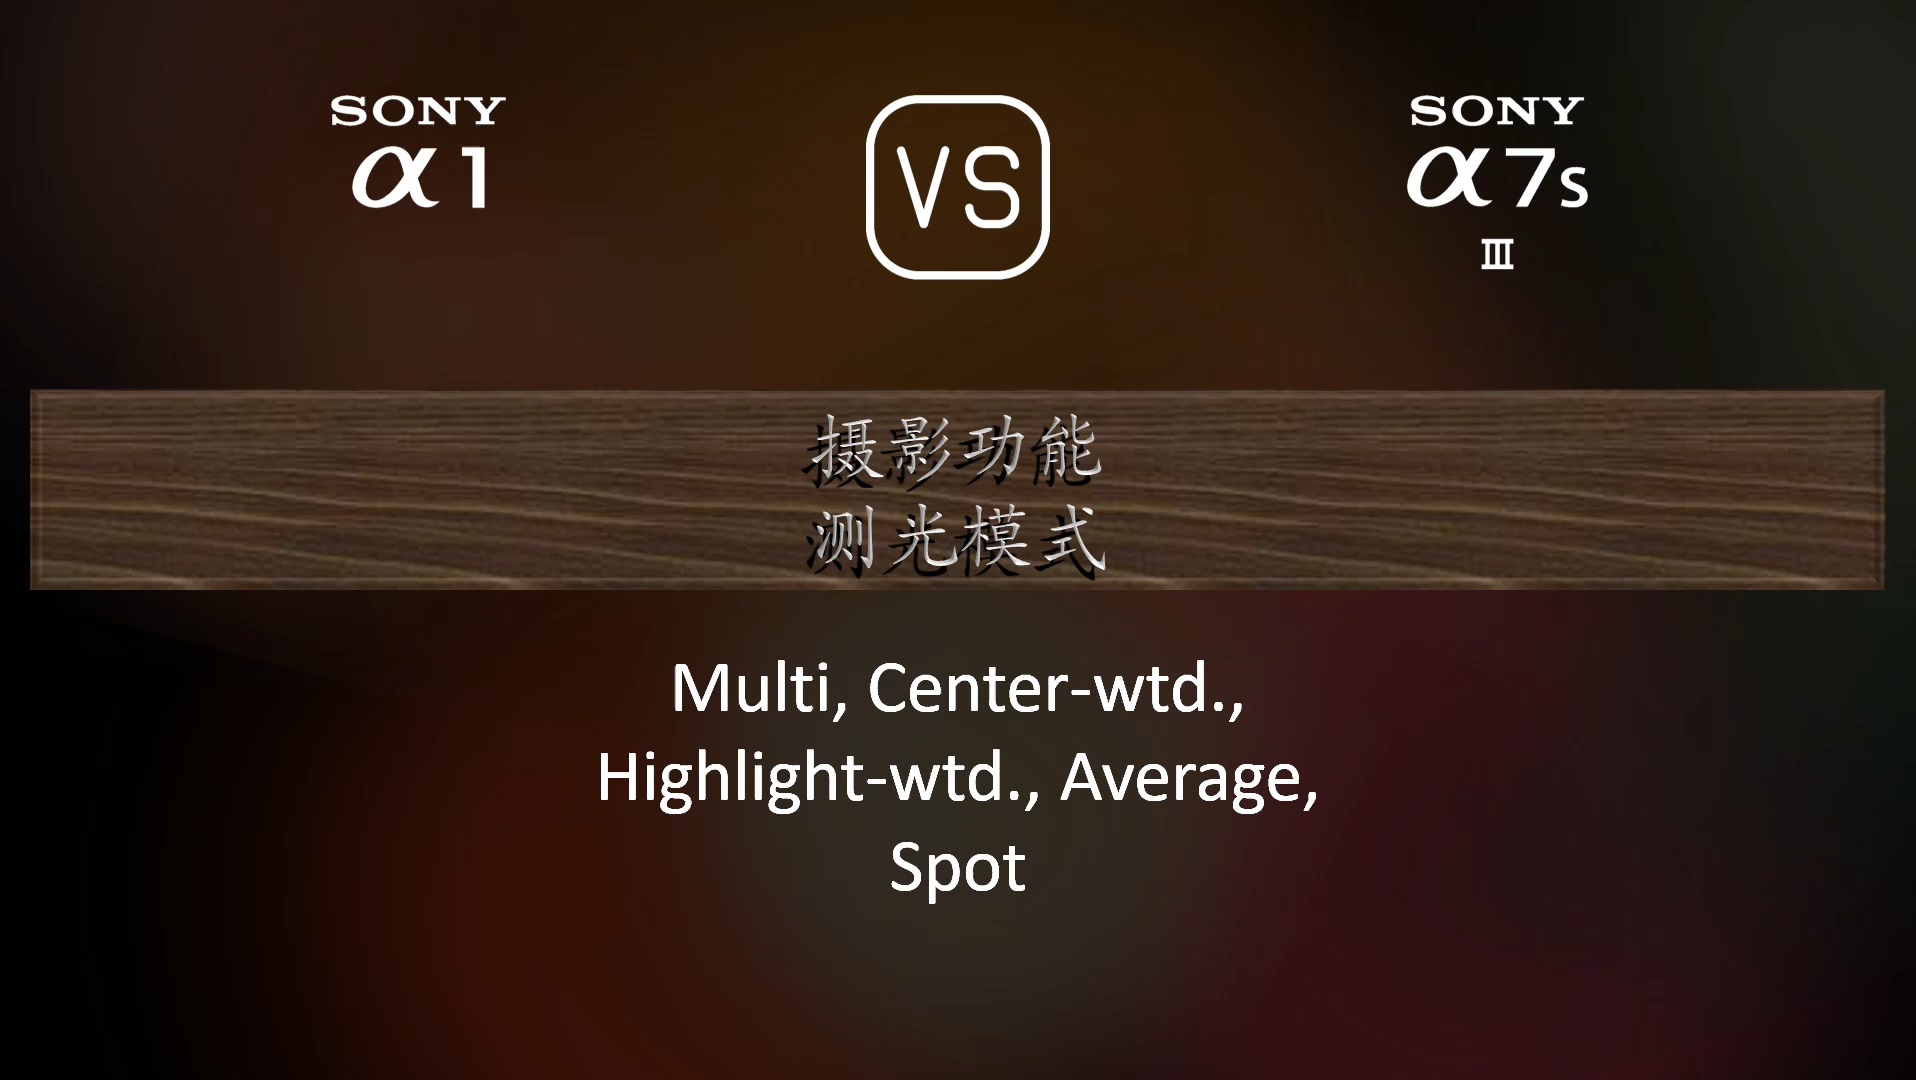 SONY
α1
VS
SONY
α7s
III
摄影功能
测光模式
Multi, Center-wtd.,
Highlight-wtd., Average,
Spot